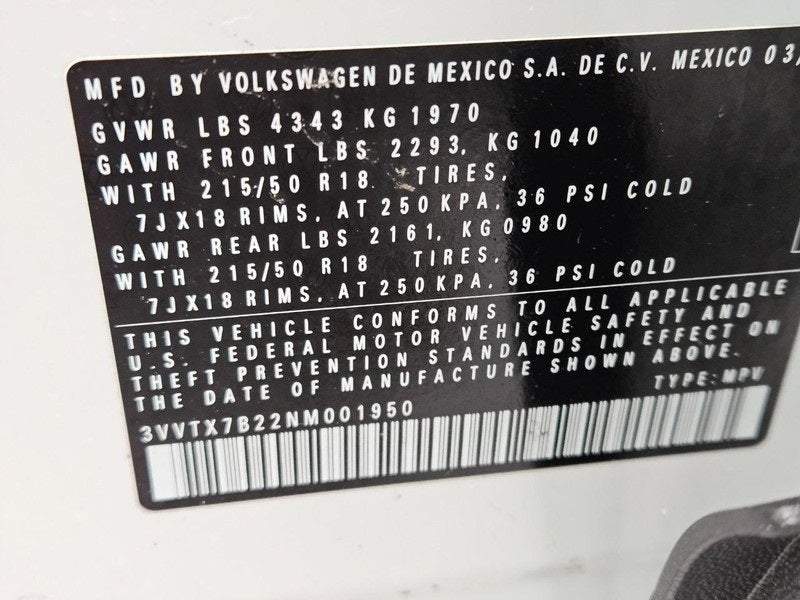 MFD BY VOLKSWAGEN DE MEXICO S.A. DE C.V. MEXICO 03/
GVWR LBS 4343 KG 1970
GAWR FRONT LBS 2293, KG 1040
WITH 215/50 R18 TIRES,
7JX18 RIMS, AT 250 KPA, 36 PSI COLD
GAWR REAR LBS 2161, KG 0980
WITH 215/50 R18 TIRES,
7JX18 RIMS, AT 250 KPA, 36 PSI COLD
THIS VEHICLE CONFORMS TO ALL APPLICABLE
U.S. FEDERAL MOTOR VEHICLE SAFETY AND
THEFT PREVENTION STANDARDS IN EFFECT ON
THE DATE OF MANUFACTURE SHOWN ABOVE.
TYPE: MPV
3VVTX7B22NM001950